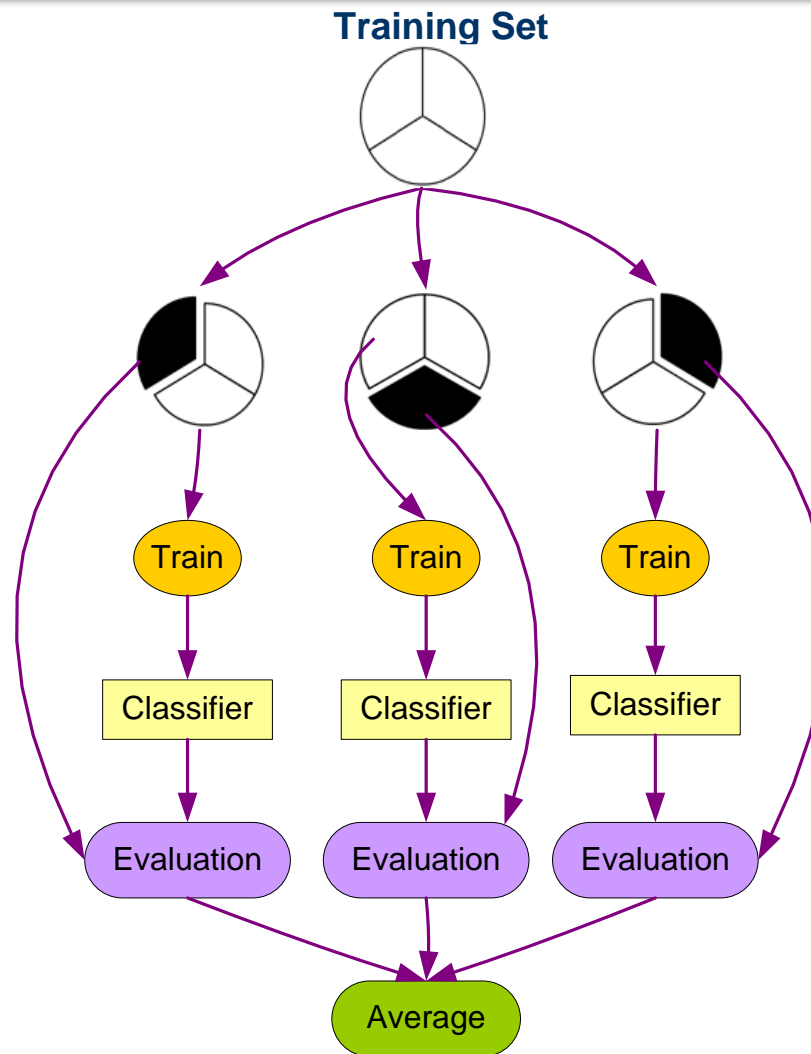 Training Set
Train
Train
Train
Classifier
Classifier
Classifier
Evaluation
Evaluation
Evaluation
Average